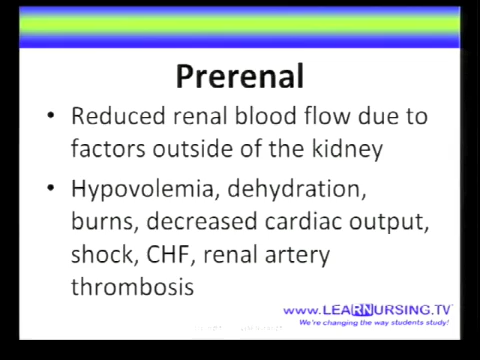 Prerenal
• Reduced renal blood flow due to
factors outside of the kidney
• Hypovolemia, dehydration,
burns, decreased cardiac output,
shock, CHF, renal artery
thrombosis
www.LEARNURSING.TV
We're changing the way students study!